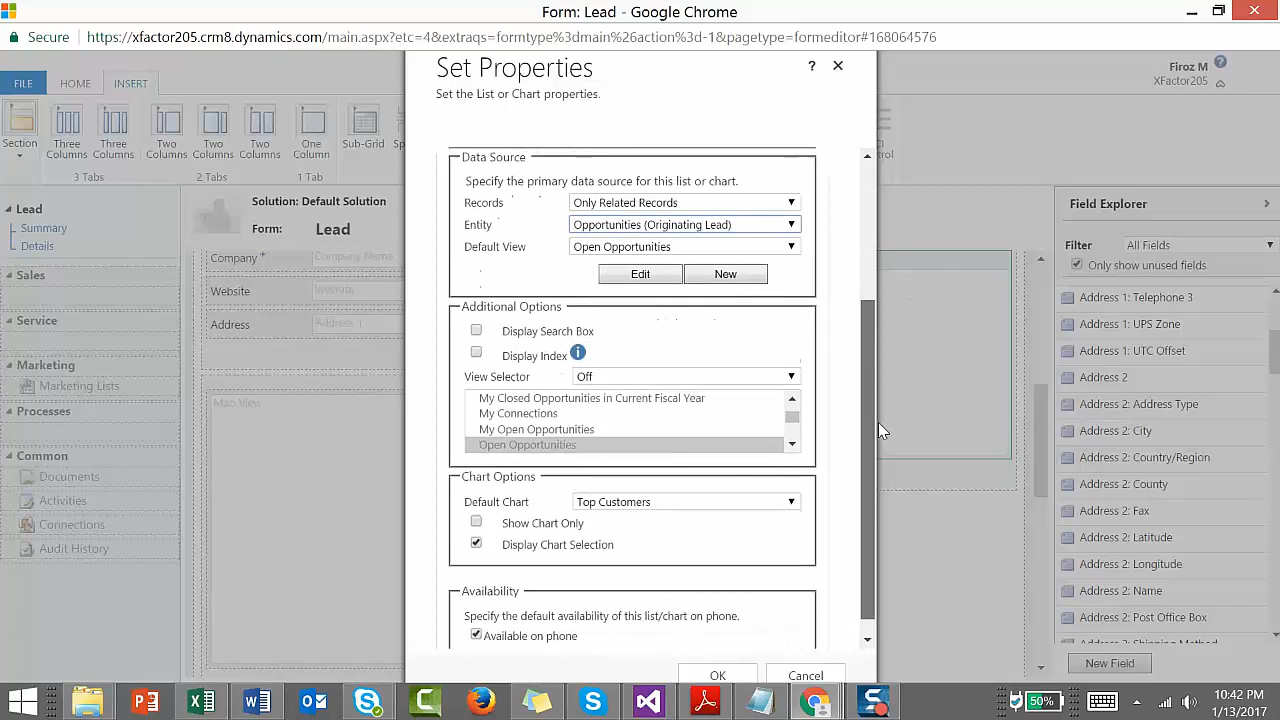 Form: Lead - Google Chrome
Secure https://xfactor205.crm8.dynamics.com/main.aspx?etc=4&extraqs=formtype%3dmain%26action%3d-1&pagetype=formeditor#168064576
FILE HOME INSERT
Firoz M
XFactor205
Section Three Columns Three Columns Two Columns Two Columns Two Columns One Column Sub-Grid
3 Tabs 2 Tabs 1 Tab
Lead
Summary
Details
Sales
Service
Marketing
Marketing Lists
Processes
Common
Documents
Activities
Connections
Audit History
Solution: Default Solution
Form: Lead
Company * Company Name
Website Website
Address Address 1
Map View
Set Properties
? ×
Set the List or Chart properties.
Data Source
Specify the primary data source for this list or chart.
Records Only Related Records
Entity Opportunities (Originating Lead)
Default View Open Opportunities
Edit New
Additional Options
Display Search Box
Display Index
View Selector Off
My Closed Opportunities in Current Fiscal Year
My Connections
My Open Opportunities
Open Opportunities
Chart Options
Default Chart Top Customers
Show Chart Only
Display Chart Selection
Availability
Specify the default availability of this list/chart on phone.
Available on phone
OK Cancel
Field Explorer
Filter All Fields
Only show unused fields
Address 1: Telephone 3
Address 1: UPS Zone
Address 1: UTC Offset
Address 2
Address 2: Address Type
Address 2: City
Address 2: Country/Region
Address 2: County
Address 2: Fax
Address 2: Latitude
Address 2: Longitude
Address 2: Name
Address 2: Post Office Box
Address 2: Shipping Method
New Field
50%
10:42 PM
1/13/2017